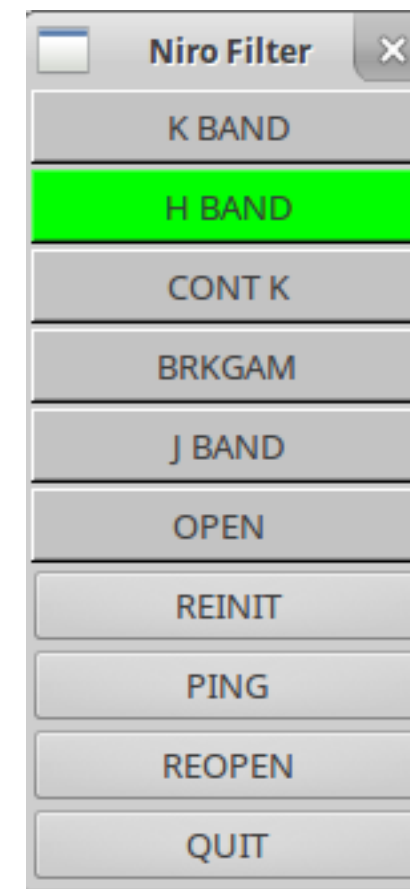 Niro Filter
K BAND
H BAND
CONT K
BRKGAM
J BAND
OPEN
REINIT
PING
REOPEN
QUIT